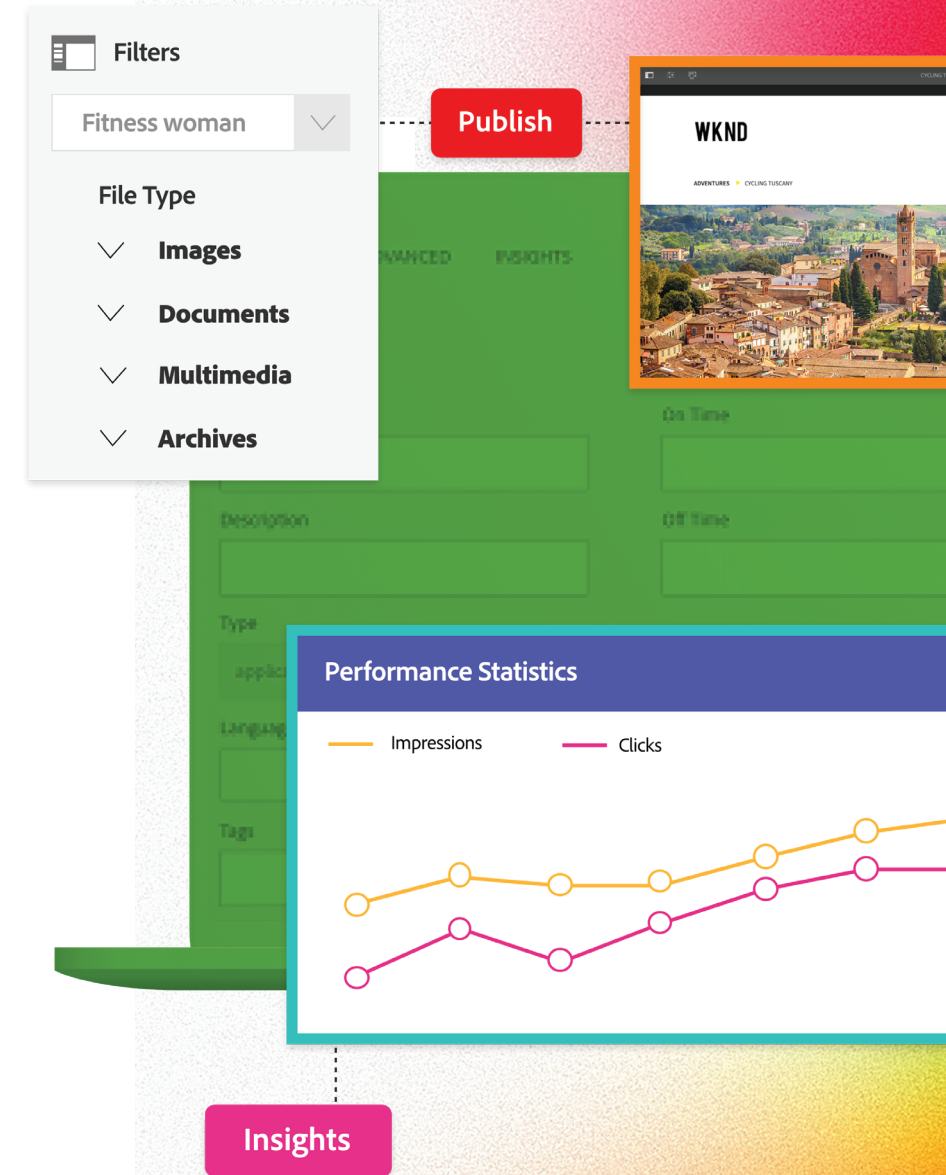 Filters
Fitness woman
File Type
Images
Documents
Multimedia
Archives
Publish
CYCLING
WKND
ADVENTURES
CYCLING TUSCANY
INSIGHTS
On Time
Description
Off Time
Type
Tags
Performance Statistics
Impressions
Clicks
Insights